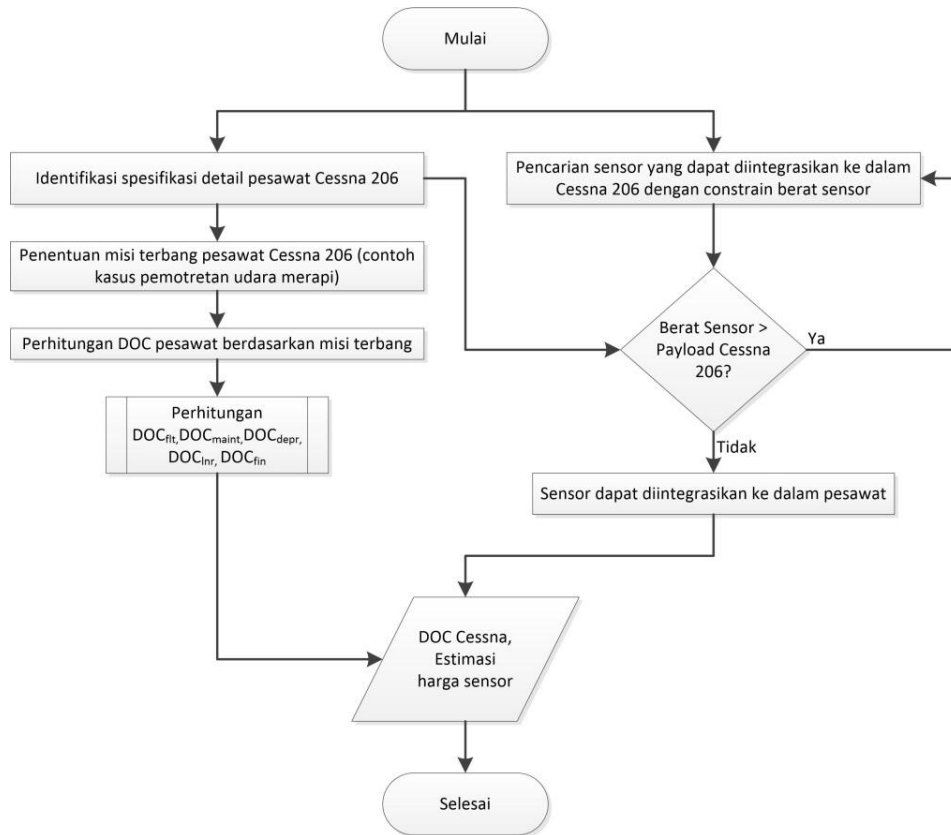 Mulai
Identifikasi spesifikasi detail pesawat Cessna 206
Pencarian sensor yang dapat diintegrasikan ke dalam
Cessna 206 dengan constrain berat sensor
Penentuan misi terbang pesawat Cessna 206 (contoh
kasus pemotretan udara merapi)
Perhitungan DOC pesawat berdasarkan misi terbang
Berat Sensor >
Payload Cessna
206?
Ya
Tidak
Perhitungan
DOCflt,DOCmaint,DOCdepr,
DOClnr, DOCfin
Sensor dapat diintegrasikan ke dalam pesawat
DOC Cessna,
Estimasi
harga sensor
Selesai